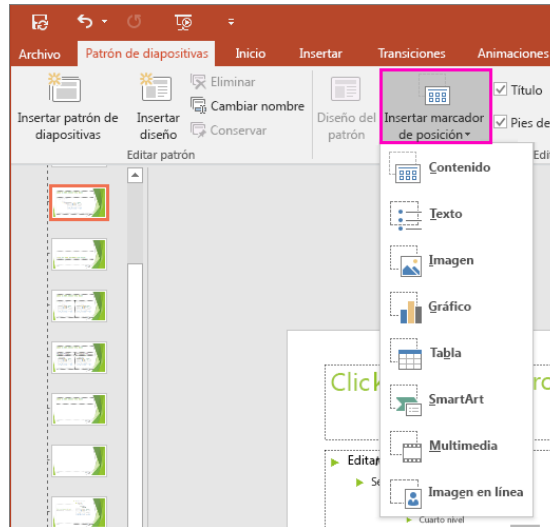 Archivo Patrón de diapositivas Inicio Insertar Transiciones Animaciones
Insertar patrón de
diapositivas
Insertar
diseño
Eliminar
Cambiar nombre
Conservar
Editar patrón
Diseño del
patrón
Insertar marcador
de posición
Título
Pies de
Contenido
Texto
Imagen
Gráfico
Tabla
SmartArt
Multimedia
Imagen en línea
Click
Editar
Cuarto nivel